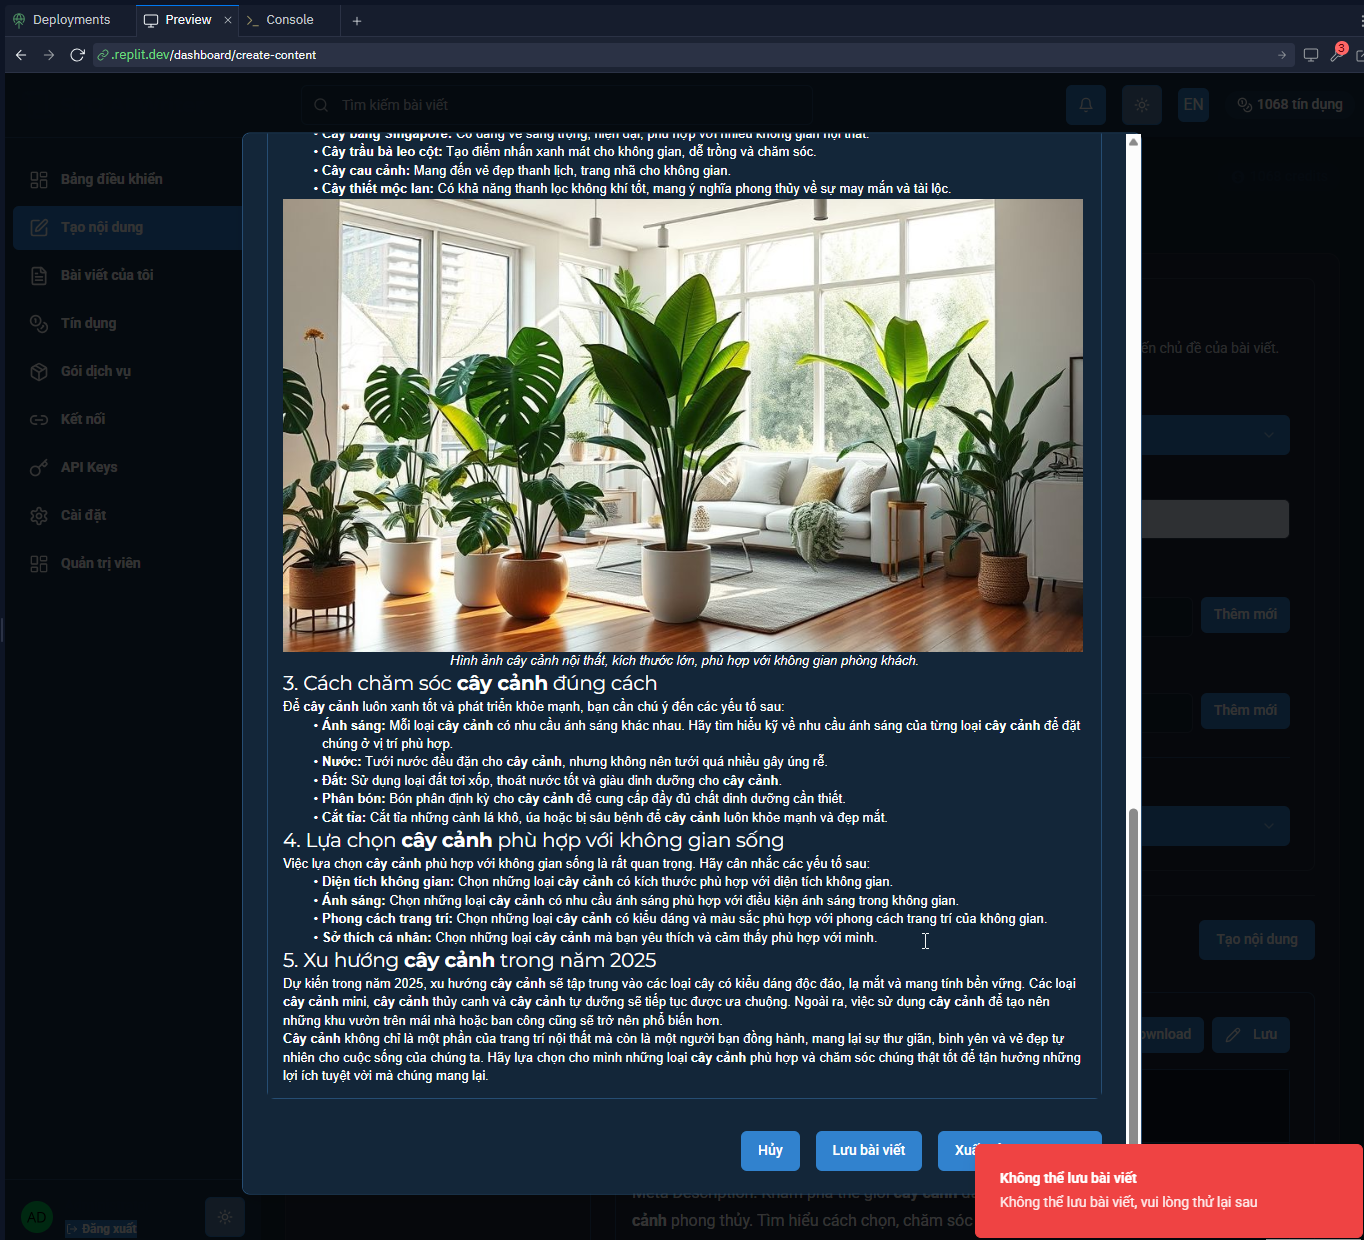 Deployments
Preview
Console
.replit.dev/dashboard/create-content
3
Tìm kiếm bài viết
EN
1068 tín dụng
Bảng điều khiển
Tạo nội dung
Bài viết của tôi
Tín dụng
Gói dịch vụ
Kết nối
API Keys
Cài đặt
Quản trị viên
AD
Đăng xuất
• Cây bàng Singapore: Có dáng vẻ sang trọng, hiện đại, phù hợp với nhiều không gian nội thất.
• Cây trầu bà leo cột: Tạo điểm nhấn xanh mát cho không gian, dễ trồng và chăm sóc.
• Cây cau cảnh: Mang đến vẻ đẹp thanh lịch, trang nhã cho không gian.
• Cây thiết mộc lan: Có khả năng thanh lọc không khí tốt, mang ý nghĩa phong thủy về sự may mắn và tài lộc.
Hình ảnh cây cảnh nội thất, kích thước lớn, phù hợp với không gian phòng khách.
3. Cách chăm sóc cây cảnh đúng cách
Để cây cảnh luôn xanh tốt và phát triển khỏe mạnh, bạn cần chú ý đến các yếu tố sau:
• Ánh sáng: Mỗi loại cây cảnh có nhu cầu ánh sáng khác nhau. Hãy tìm hiểu kỹ về nhu cầu ánh sáng của từng loại cây cảnh để đặt
chúng ở vị trí phù hợp.
• Nước: Tưới nước đều đặn cho cây cảnh, nhưng không nên tưới quá nhiều gây úng rễ.
• Đất: Sử dụng loại đất tơi xốp, thoát nước tốt và giàu dinh dưỡng cho cây cảnh.
• Phân bón: Bón phân định kỳ cho cây cảnh để cung cấp đầy đủ chất dinh dưỡng cần thiết.
• Cắt tỉa: Cắt tỉa những cành lá khô, úa hoặc bị sâu bệnh để cây cảnh luôn khỏe mạnh và đẹp mắt.
4. Lựa chọn cây cảnh phù hợp với không gian sống
Việc lựa chọn cây cảnh phù hợp với không gian sống là rất quan trọng. Hãy cân nhắc các yếu tố sau:
• Diện tích không gian: Chọn những loại cây cảnh có kích thước phù hợp với diện tích không gian.
• Ánh sáng: Chọn những loại cây cảnh có nhu cầu ánh sáng phù hợp với điều kiện ánh sáng trong không gian.
• Phong cách trang trí: Chọn những loại cây cảnh có kiểu dáng và màu sắc phù hợp với phong cách trang trí của không gian.
• Sở thích cá nhân: Chọn những loại cây cảnh mà bạn yêu thích và cảm thấy phù hợp với mình.
5. Xu hướng cây cảnh trong năm 2025
Dự kiến trong năm 2025, xu hướng cây cảnh sẽ tập trung vào các loại cây có kiểu dáng độc đáo, lạ mắt và mang tính bền vững. Các loại
cây cảnh mini, cây cảnh thủy canh và cây cảnh tự dưỡng sẽ tiếp tục được ưa chuộng. Ngoài ra, việc sử dụng cây cảnh để tạo nên
những khu vườn trên mái nhà hoặc ban công cũng sẽ trở nên phổ biến hơn.
Cây cảnh không chỉ là một phần của trang trí nội thất mà còn là một người bạn đồng hành, mang lại sự thư giãn, bình yên và vẻ đẹp tự
nhiên cho cuộc sống của chúng ta. Hãy lựa chọn cho mình những loại cây cảnh phù hợp và chăm sóc chúng thật tốt để tận hưởng những
lợi ích tuyệt vời mà chúng mang lại.
Hủy
Lưu bài viết
chủ đề của bài viết.
Thêm mới
Thêm mới
Tạo nội dung
Lưu
Meta Description: Khám phá thế giới cây cảnh
cảnh phong thủy. Tìm hiểu cách chọn, chăm sóc
Không thể lưu bài viết
Không thể lưu bài viết, vui lòng thử lại sau